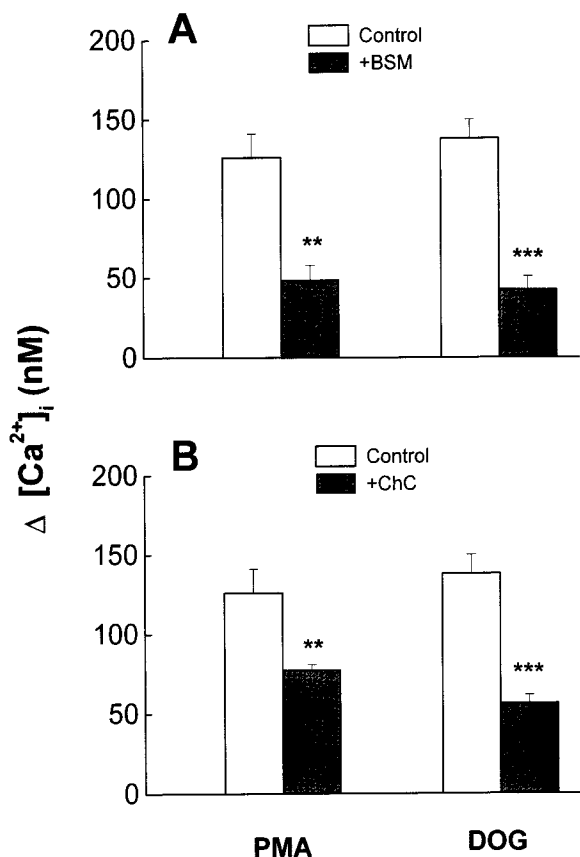 A
Control
+BSM
200
150
100
50
0
**
***
Δ [Ca²⁺]ᵢ (nM)
B
Control
+ChC
200
150
100
50
0
**
***
PMA DOG